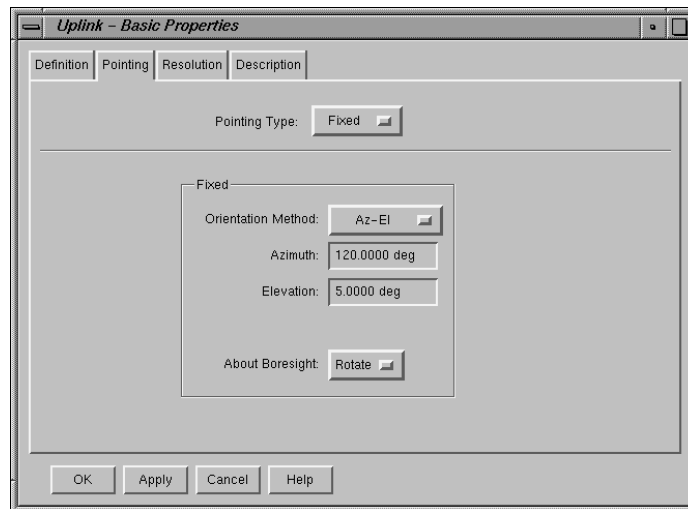 Uplink – Basic Properties
Definition Pointing Resolution Description
Pointing Type: Fixed
Fixed
Orientation Method: Az–El
Azimuth: 120.0000 deg
Elevation: 5.0000 deg
About Boresight: Rotate
OK Apply Cancel Help